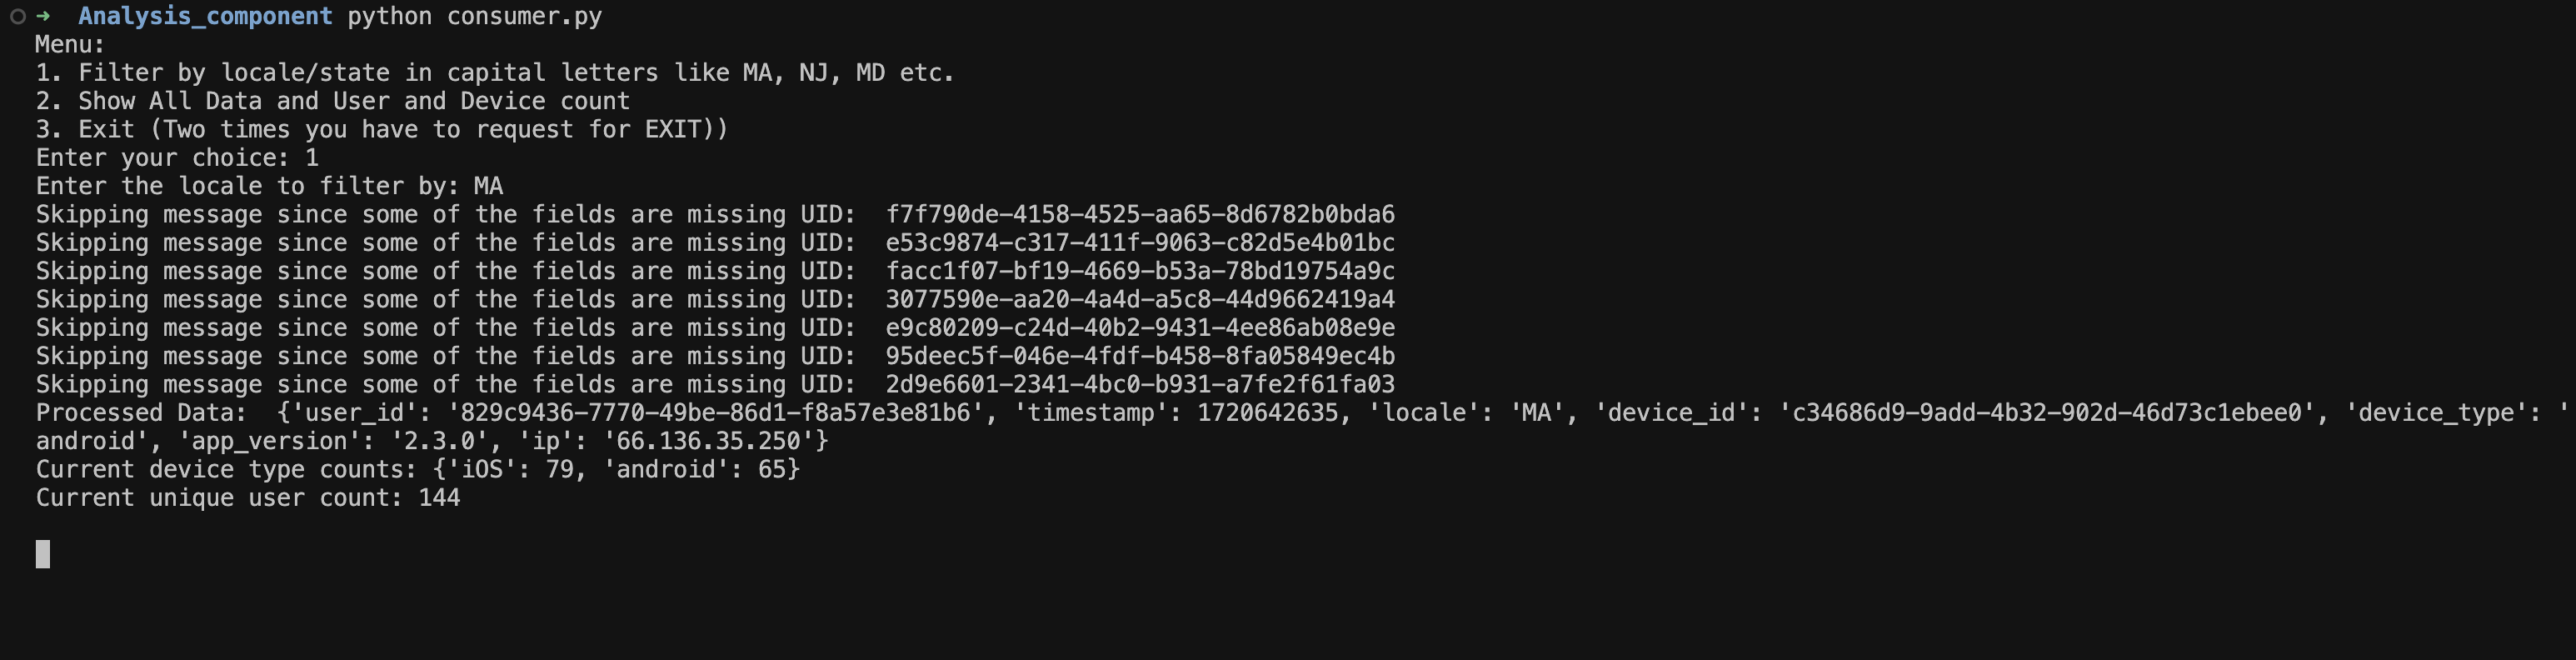 → Analysis_component python consumer.py
Menu:
1. Filter by locale/state in capital letters like MA, NJ, MD etc.
2. Show All Data and User and Device count
3. Exit (Two times you have to request for EXIT))
Enter your choice: 1
Enter the locale to filter by: MA
Skipping message since some of the fields are missing UID:  f7f790de-4158-4525-aa65-8d6782b0bda6
Skipping message since some of the fields are missing UID:  e53c9874-c317-411f-9063-c82d5e4b01bc
Skipping message since some of the fields are missing UID:  facc1f07-bf19-4669-b53a-78bd19754a9c
Skipping message since some of the fields are missing UID:  3077590e-aa20-4a4d-a5c8-44d9662419a4
Skipping message since some of the fields are missing UID:  e9c80209-c24d-40b2-9431-4ee86ab08e9e
Skipping message since some of the fields are missing UID:  95deec5f-046e-4fdf-b458-8fa05849ec4b
Skipping message since some of the fields are missing UID:  2d9e6601-2341-4bc0-b931-a7fe2f61fa03
Processed Data:  {'user_id': '829c9436-7770-49be-86d1-f8a57e3e81b6', 'timestamp': 1720642635, 'locale': 'MA', 'device_id': 'c34686d9-9add-4b32-902d-46d73c1ebee0', 'device_type': '
android', 'app_version': '2.3.0', 'ip': '66.136.35.250'}
Current device type counts: {'iOS': 79, 'android': 65}
Current unique user count: 144